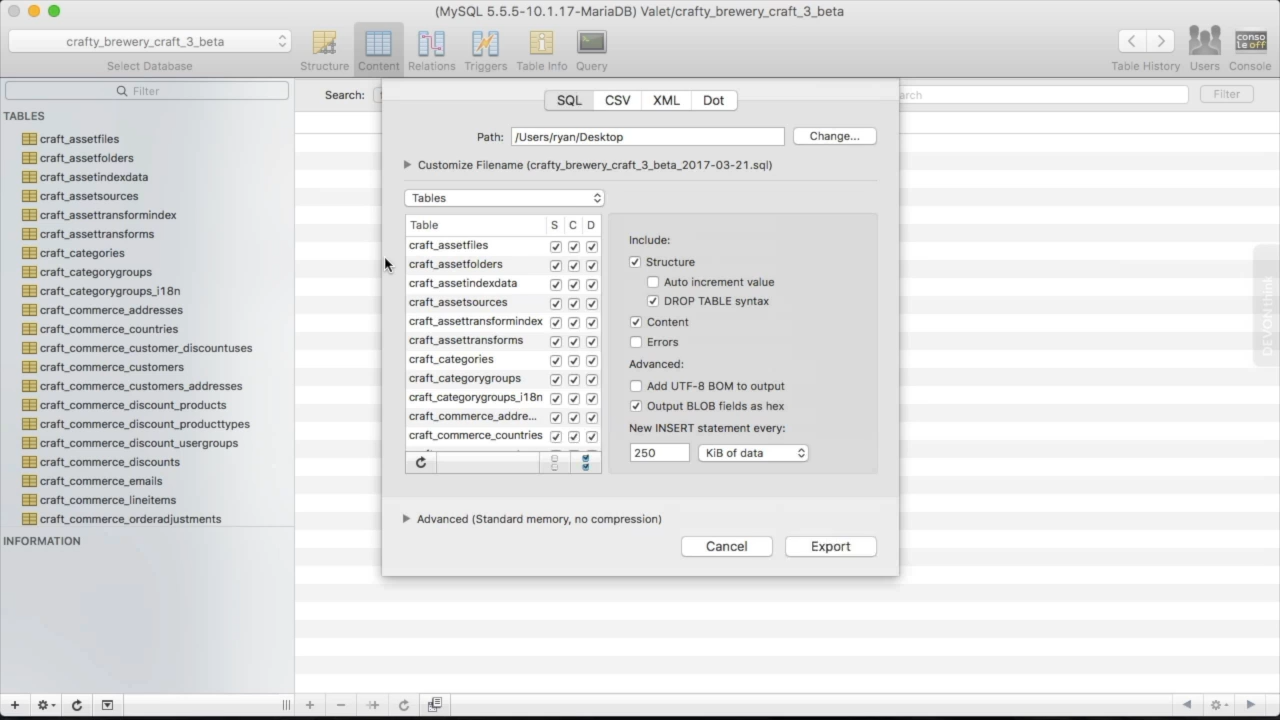 (MySQL 5.5.5-10.1.17-MariaDB) Valet/crafty_brewery_craft_3_beta
crafty_brewery_craft_3_beta
Select Database
Structure
Content
Relations
Triggers
Table Info
Query
Table History
Users
conso
le off
Console
Filter
TABLES
craft_assetfiles
craft_assetfolders
craft_assetindexdata
craft_assetsources
craft_assettransformindex
craft_assettransforms
craft_categories
craft_categorygroups
craft_categorygroups_i18n
craft_commerce_addresses
craft_commerce_countries
craft_commerce_customer_discountuses
craft_commerce_customers
craft_commerce_customers_addresses
craft_commerce_discount_products
craft_commerce_discount_producttypes
craft_commerce_discount_usergroups
craft_commerce_discounts
craft_commerce_emails
craft_commerce_lineitems
craft_commerce_orderadjustments
INFORMATION
Search:
arch
Filter
SQL
CSV
XML
Dot
Path:
/Users/ryan/Desktop
Change...
Customize Filename (crafty_brewery_craft_3_beta_2017-03-21.sql)
Tables
Table S C D
craft_assetfiles
craft_assetfolders
craft_assetindexdata
craft_assetsources
craft_assettransformindex
craft_assettransforms
craft_categories
craft_categorygroups
craft_categorygroups_i18n
craft_commerce_addre...
craft_commerce_countries
Include:
Structure
Auto increment value
DROP TABLE syntax
Content
Errors
Advanced:
Add UTF-8 BOM to output
Output BLOB fields as hex
New INSERT statement every:
250
KiB of data
Advanced (Standard memory, no compression)
Cancel
Export
DEVONthink